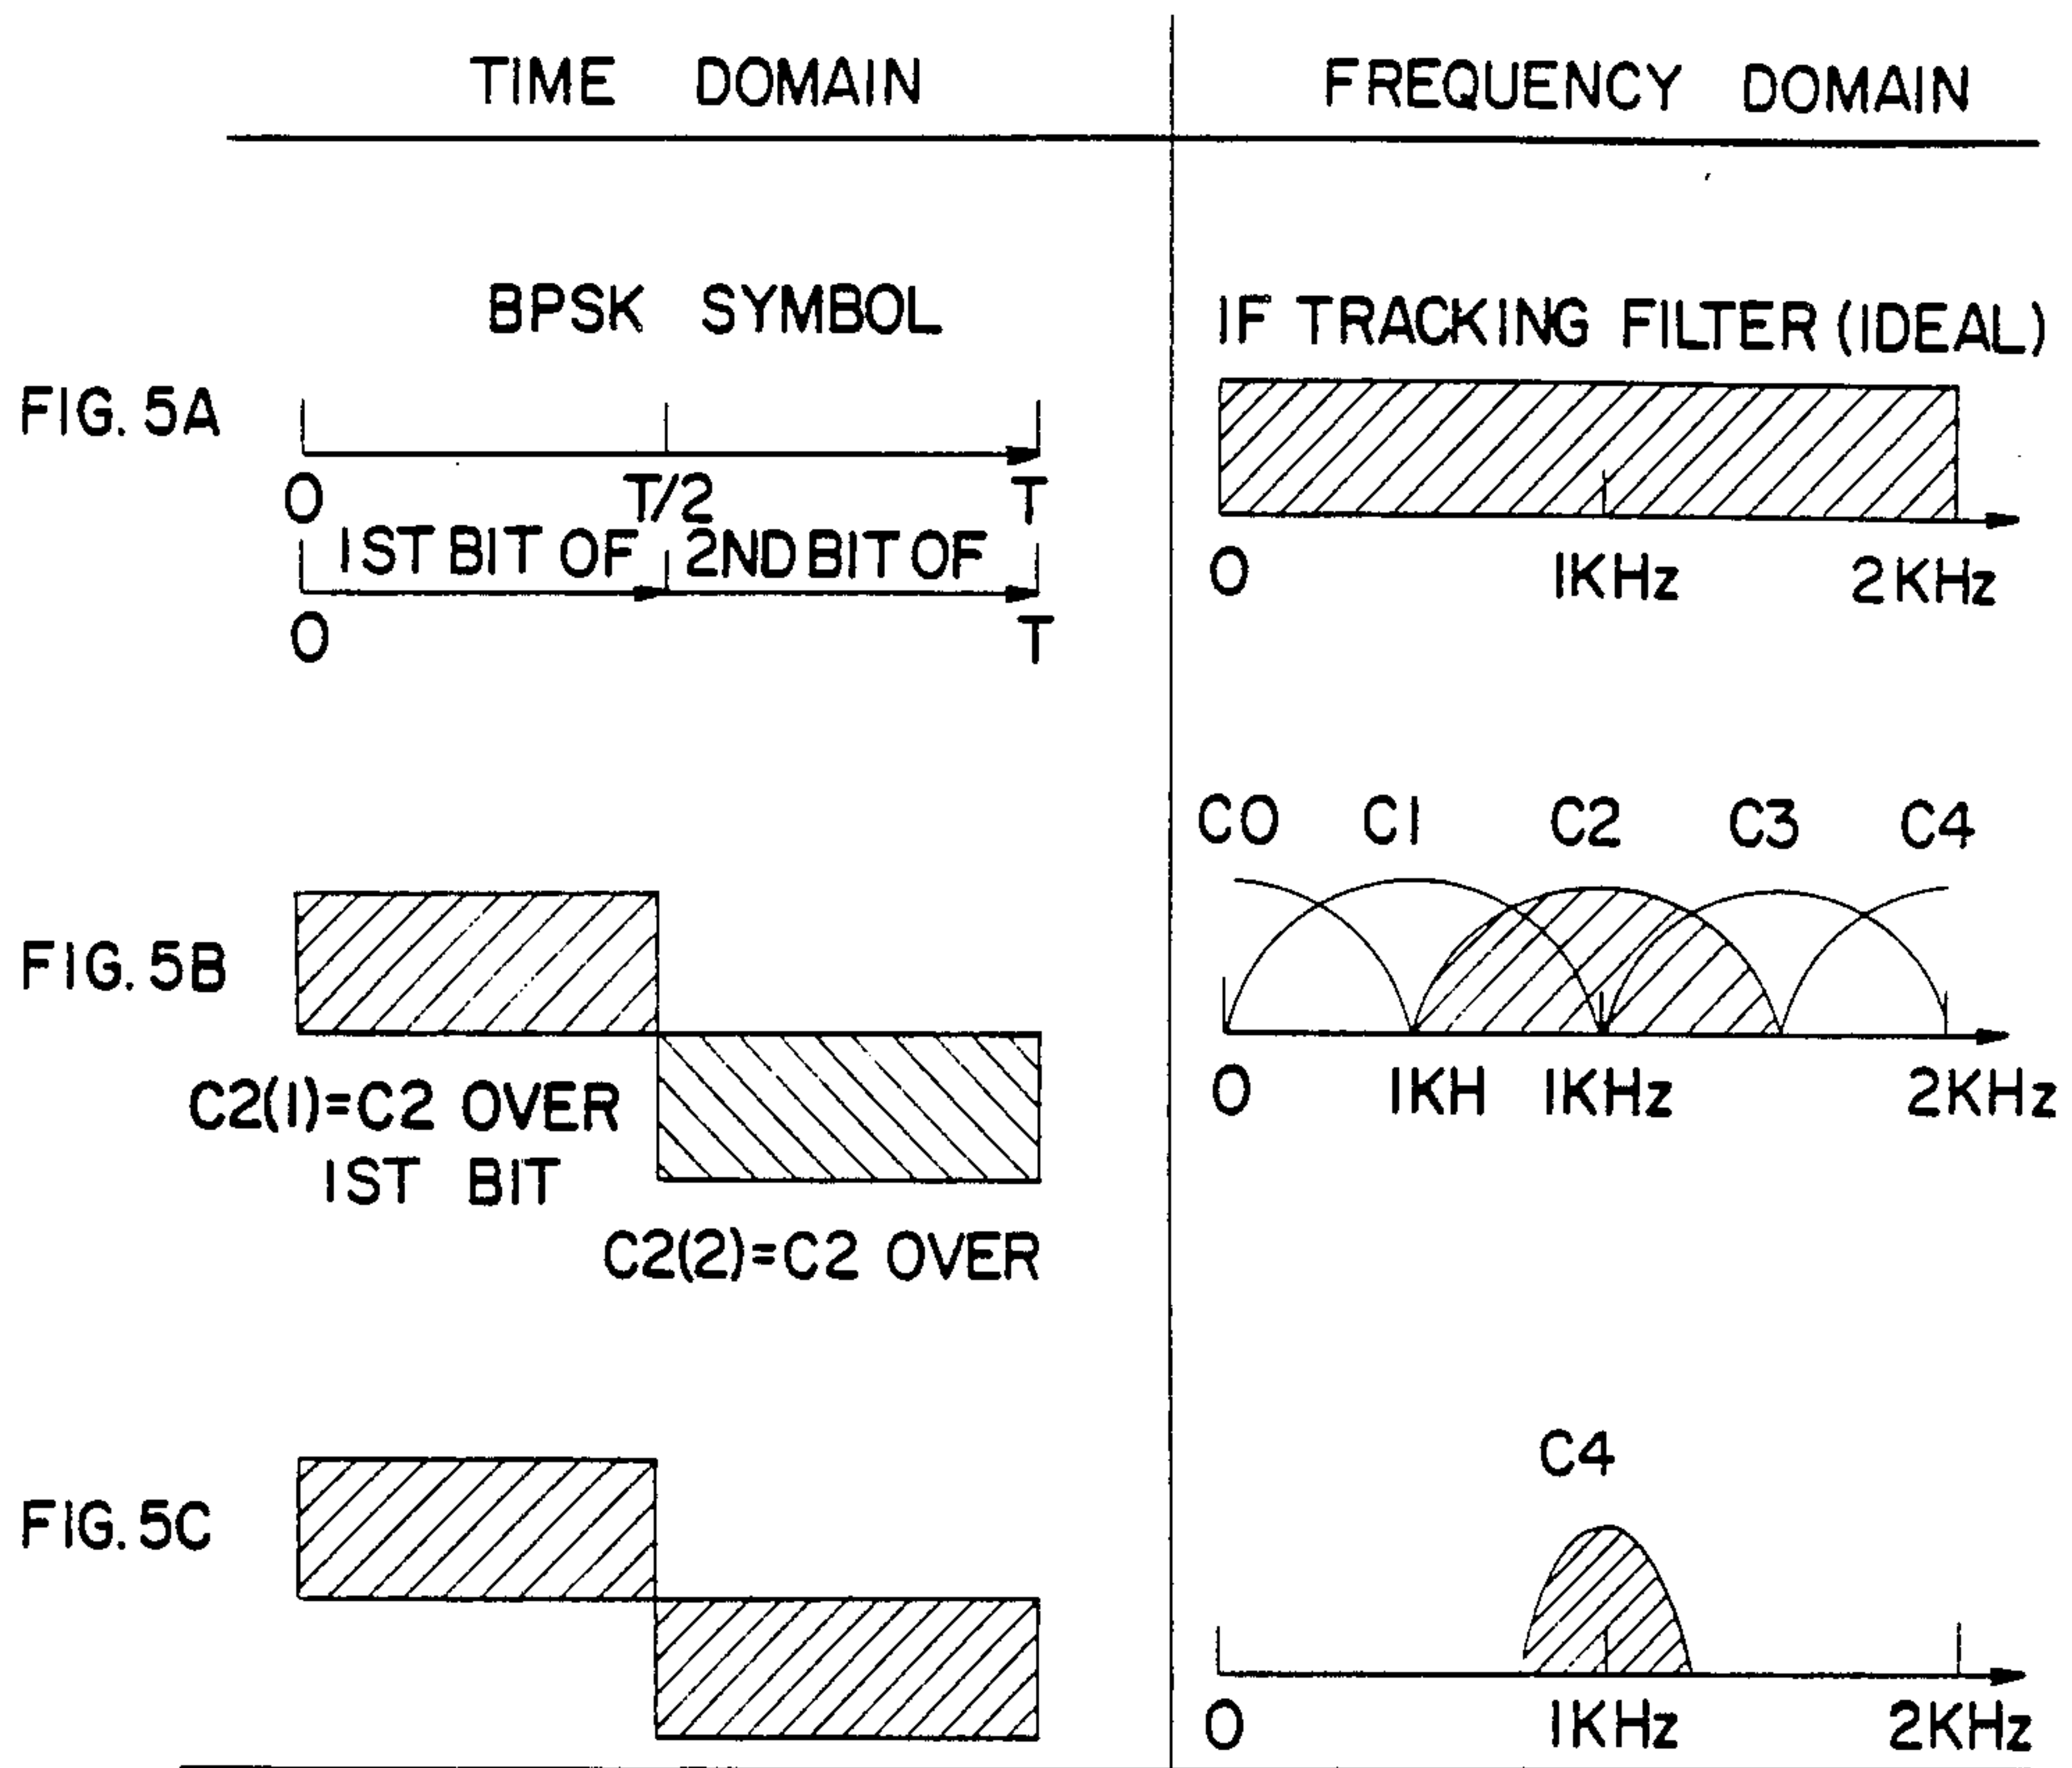 TIME DOMAIN
FREQUENCY DOMAIN
FIG. 5A
BPSK SYMBOL
0 T/2 T
1ST BIT OF 2ND BIT OF
0 T
IF TRACKING FILTER (IDEAL)
0 1KHz 2KHz
FIG. 5B
C2(1)=C2 OVER
1ST BIT
C2(2)=C2 OVER
C0 C1 C2 C3 C4
0 1KH 1KHz 2KHz
FIG. 5C
C4
0 1KHz 2KHz